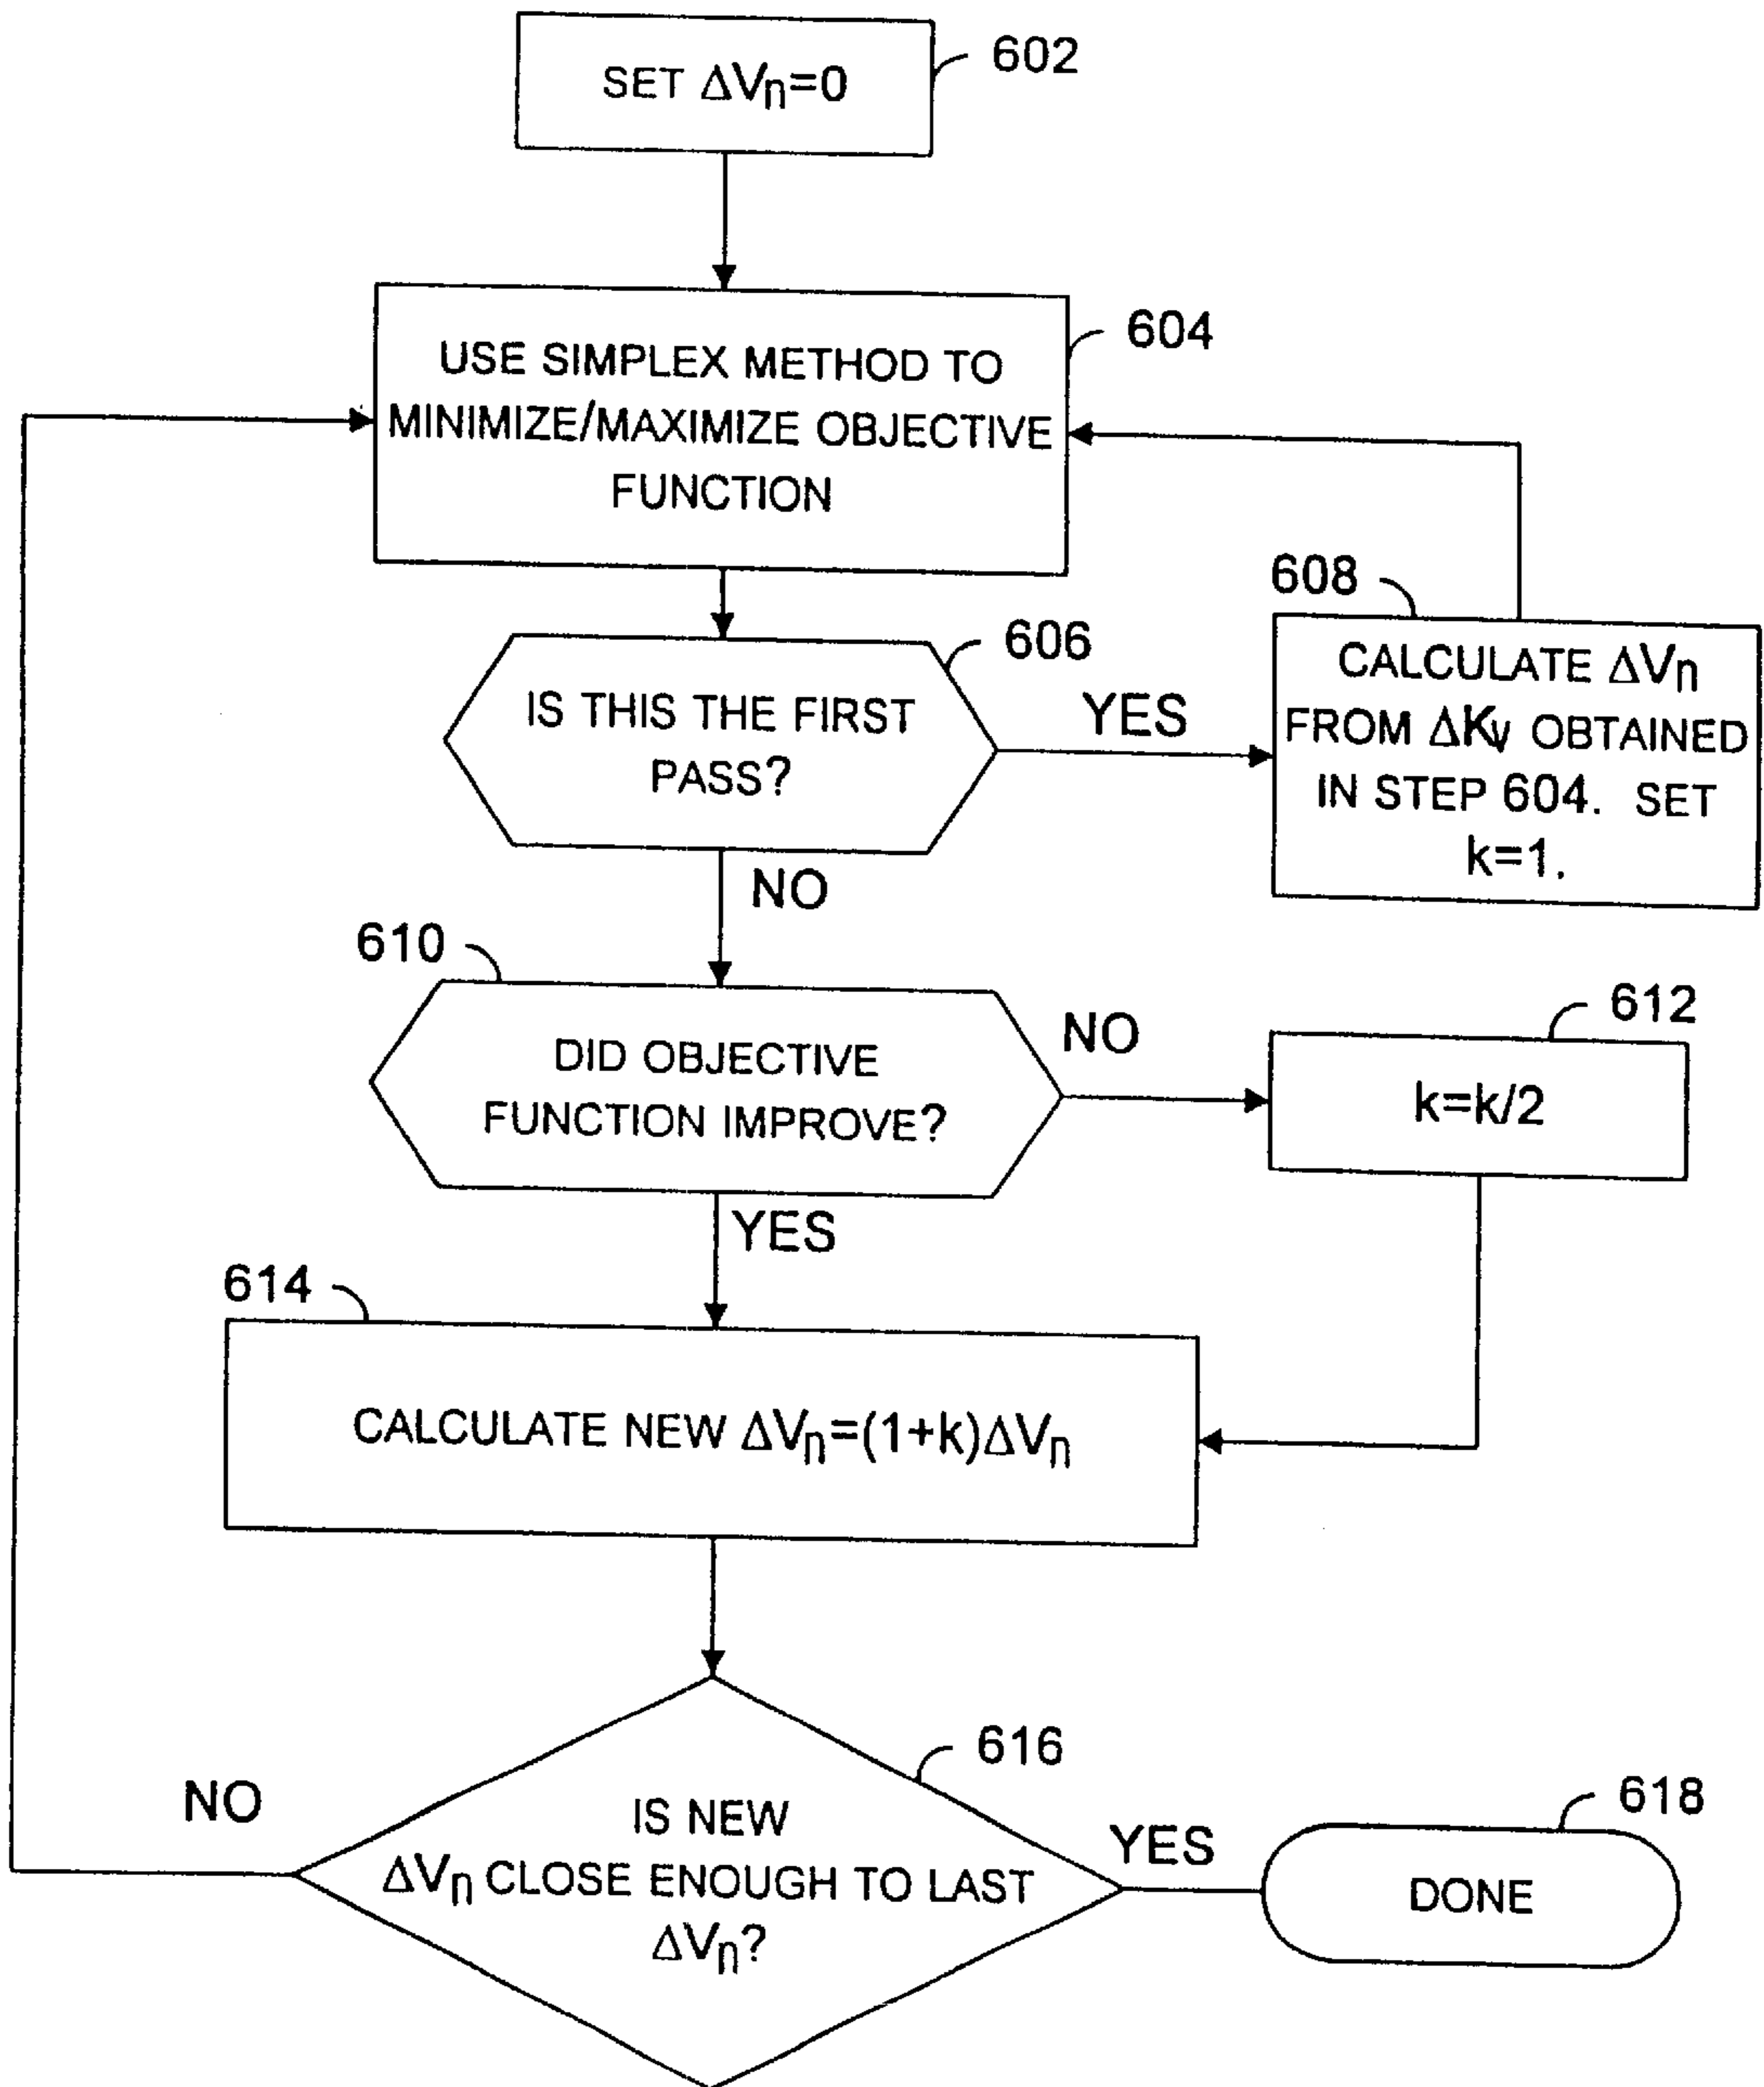 602
SET ΔVn=0
604
USE SIMPLEX METHOD TO
MINIMIZE/MAXIMIZE OBJECTIVE
FUNCTION
606
IS THIS THE FIRST
PASS?
YES
NO
608
CALCULATE ΔVn
FROM ΔKv OBTAINED
IN STEP 604. SET
k=1.
610
DID OBJECTIVE
FUNCTION IMPROVE?
NO
YES
612
k=k/2
614
CALCULATE NEW ΔVn=(1+k)ΔVn
616
IS NEW
ΔVn CLOSE ENOUGH TO LAST
ΔVn?
NO
YES
618
DONE